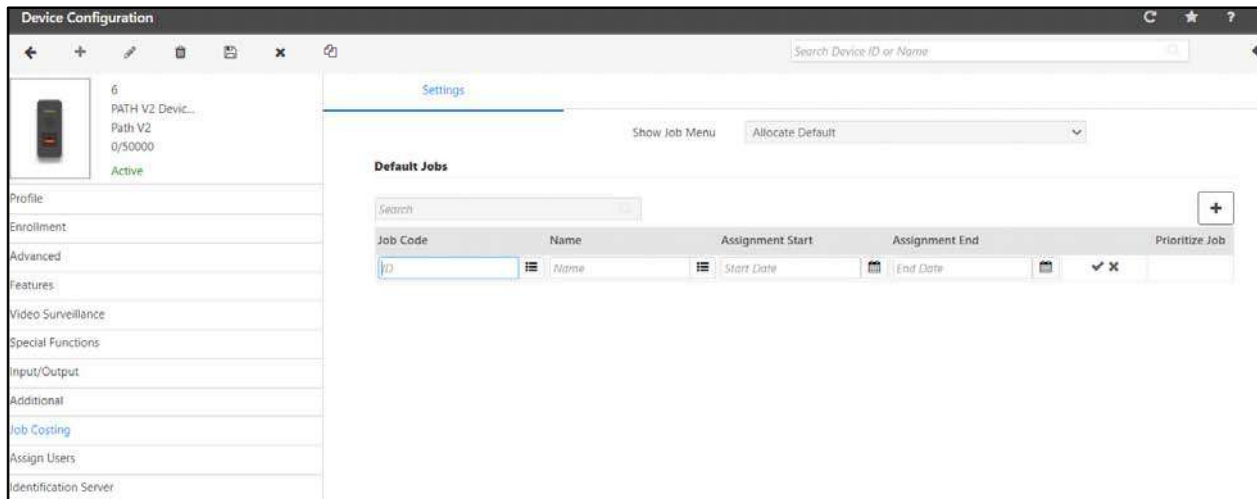 Device Configuration
?
Search Device ID or Name
6
PATH V2 Devic...
Path V2
0/50000
Active
Profile
Enrollment
Advanced
Features
Video Surveillance
Special Functions
Input/Output
Additional
Job Costing
Assign Users
Identification Server
Settings
Show Job Menu Allocate Default
Default Jobs
Search
Job Code Name Assignment Start Assignment End Prioritize Job
ID Name Start Date End Date